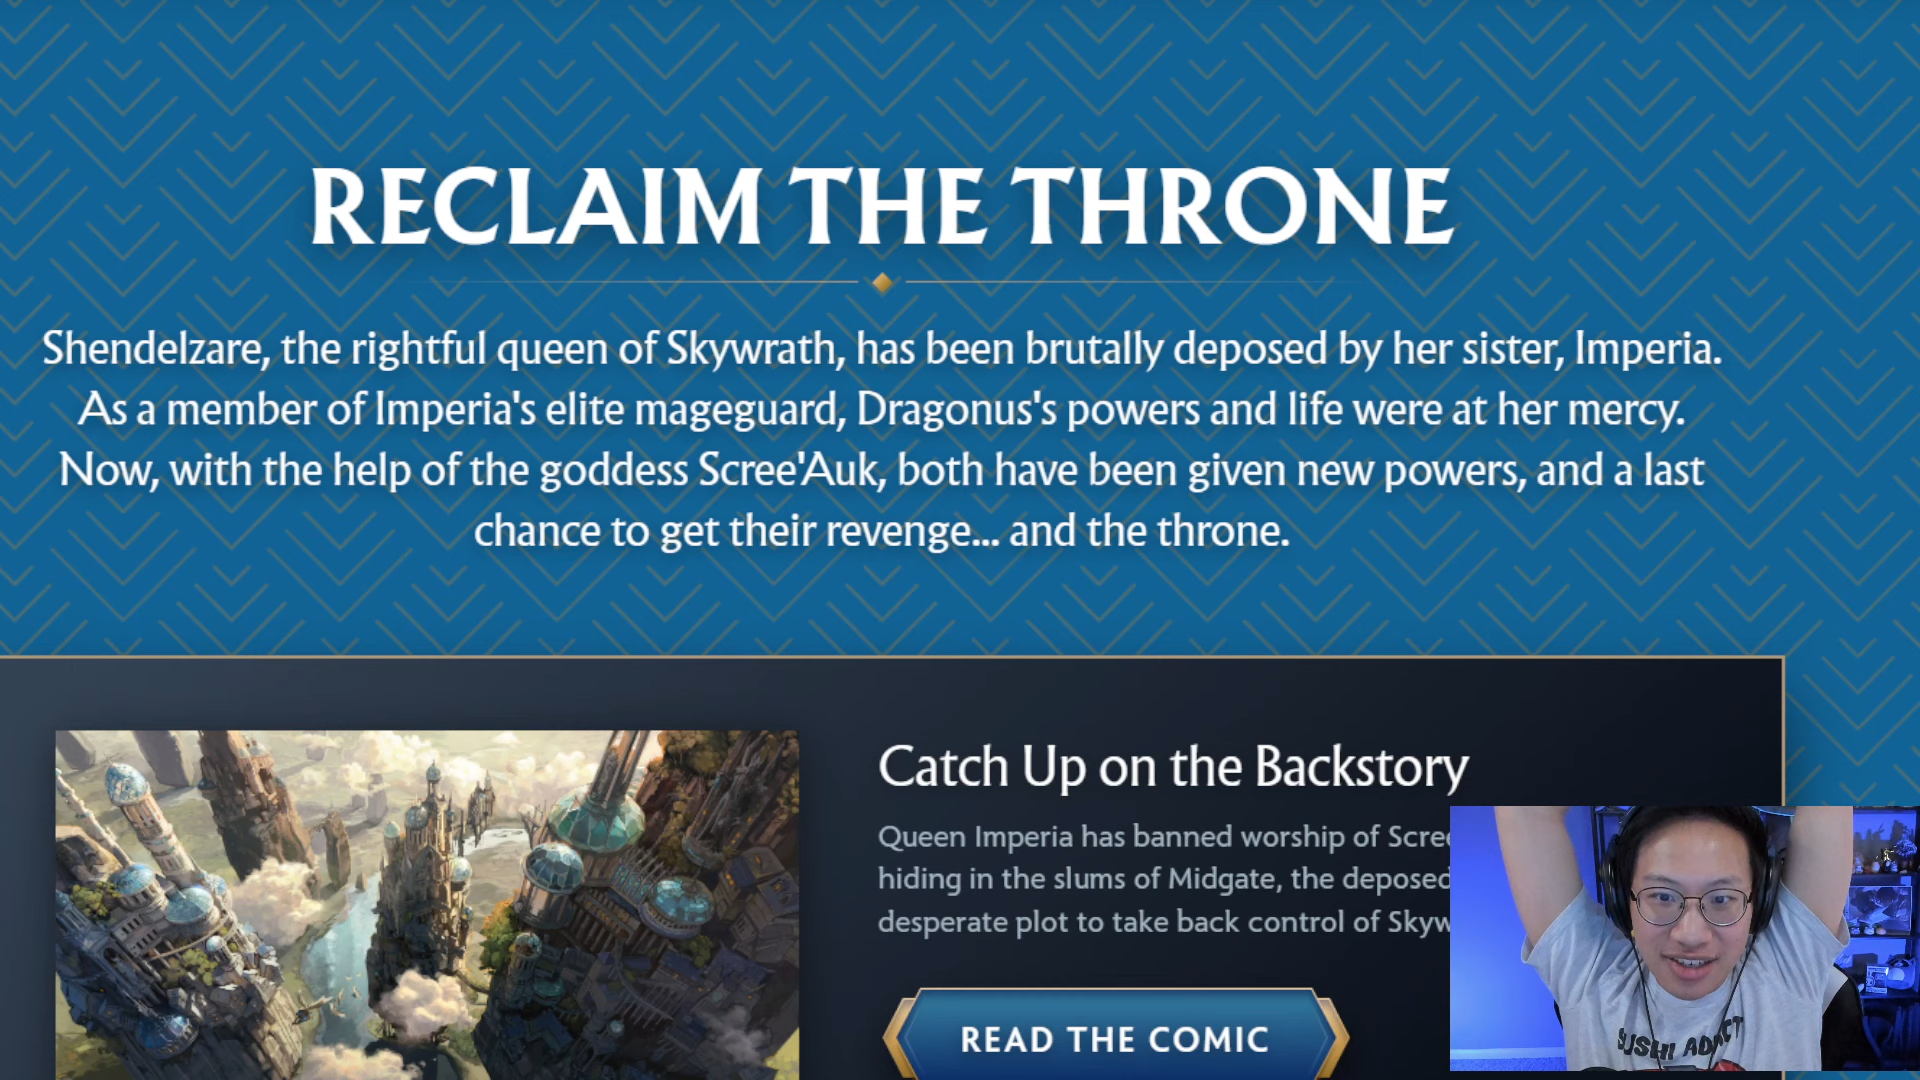 RECLAIM THE THRONE
Shendelzare, the rightful queen of Skywrath, has been brutally deposed by her sister, Imperia.
As a member of Imperia's elite mageguard, Dragonus's powers and life were at her mercy.
Now, with the help of the goddess Scree'Auk, both have been given new powers, and a last
chance to get their revenge... and the throne.
Catch Up on the Backstory
Queen Imperia has banned worship of Scree
hiding in the slums of Midgate, the deposed
desperate plot to take back control of Skyw
READ THE COMIC
SUSHI ADDICT